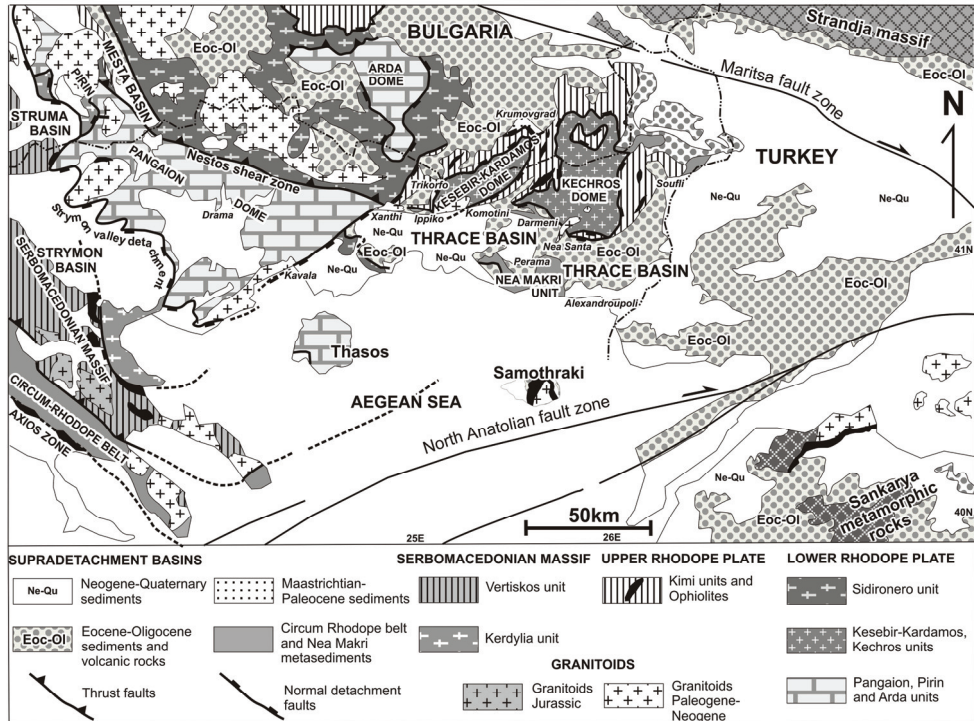 BULGARIA
Strandja massif
Eoc-Ol
Eoc-Ol
MESTA BASIN
PIRIN
ARDA
DOME
Eoc-Ol
Maritsa fault zone
N
STRUMA
BASIN
Krumovgrad
Eoc-Ol
TURKEY
Nestos shear zone
PANGAION
DOME
Trikorfo
KESEBIR-KARDAMOS
DOME
KECHROS
DOME
Soufli
Ne-Qu
Ne-Qu
Drama
Xanthi
Ippiko
Komotini
Darmeni
Strymon valley detachment
Ne-Qu
THRACE BASIN
Nea Santa
Eoc-Ol
41N
STRYMON
BASIN
Eoc-Ol
Ne-Qu
Perama
THRACE BASIN
Kavala
Ne-Qu
NEA MAKRI
UNIT
Alexandroupoli
Eoc-Ol
SERBOMACEDONIAN MASSIF
Eoc-Ol
Thasos
Samothraki
CIRCUM-RHODOPE BELT
AEGEAN SEA
North Anatolian fault zone
AXIOS ZONE
Ne-Qu
Sankarya
metamorphic
rocks
Eoc-Ol
40N
50km
25E
26E
SUPRADETACHMENT BASINS
SERBOMACEDONIAN MASSIF
UPPER RHODOPE PLATE
LOWER RHODOPE PLATE
Ne-Qu
Neogene-Quaternary
sediments
Maastrichtian-
Paleocene sediments
Vertiskos unit
Kimi units and
Ophiolites
Sidironero unit
Eoc-Ol
Eocene-Oligocene
sediments and
volcanic rocks
Circum Rhodope belt
and Nea Makri
metasediments
Kerdylia unit
Kesebir-Kardamos,
Kechros units
GRANITOIDS
Thrust faults
Normal detachment
faults
Granitoids
Jurassic
Granitoids
Paleogene-
Neogene
Pangaion, Pirin
and Arda units